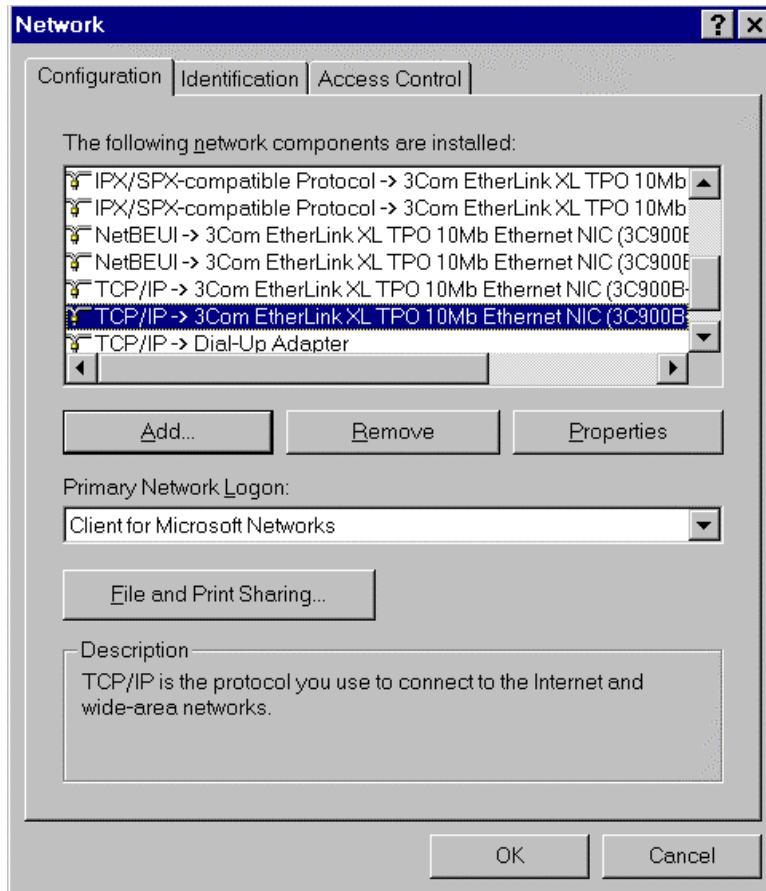 Network
Configuration Identification Access Control
The following network components are installed:
IPX/SPX-compatible Protocol -> 3Com EtherLink XL TPO 10Mb
IPX/SPX-compatible Protocol -> 3Com EtherLink XL TPO 10Mb
NetBEUI -> 3Com EtherLink XL TPO 10Mb Ethernet NIC (3C900B
NetBEUI -> 3Com EtherLink XL TPO 10Mb Ethernet NIC (3C900B
TCP/IP -> 3Com EtherLink XL TPO 10Mb Ethernet NIC (3C900B-
TCP/IP -> 3Com EtherLink XL TPO 10Mb Ethernet NIC (3C900B
TCP/IP -> Dial-Up Adapter
Add... Remove Properties
Primary Network Logon:
Client for Microsoft Networks
File and Print Sharing...
Description
TCP/IP is the protocol you use to connect to the Internet and
wide-area networks.
OK Cancel